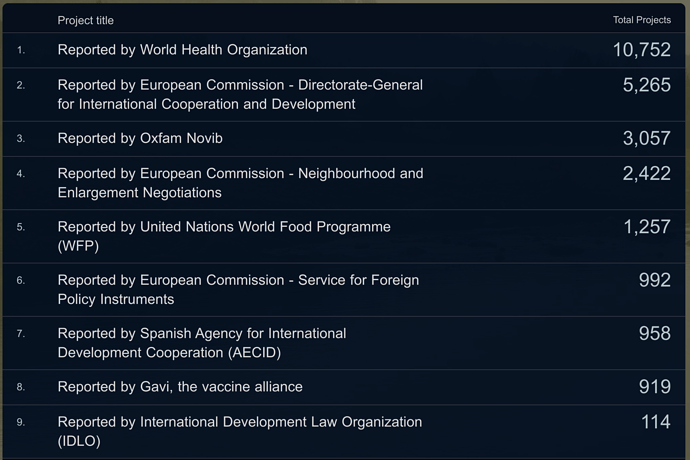 Project title Total Projects
1. Reported by World Health Organization 10,752
2. Reported by European Commission - Directorate-General 5,265
for International Cooperation and Development
3. Reported by Oxfam Novib 3,057
4. Reported by European Commission - Neighbourhood and 2,422
Enlargement Negotiations
5. Reported by United Nations World Food Programme 1,257
(WFP)
6. Reported by European Commission - Service for Foreign 992
Policy Instruments
7. Reported by Spanish Agency for International 958
Development Cooperation (AECID)
8. Reported by Gavi, the vaccine alliance 919
9. Reported by International Development Law Organization 114
(IDLO)